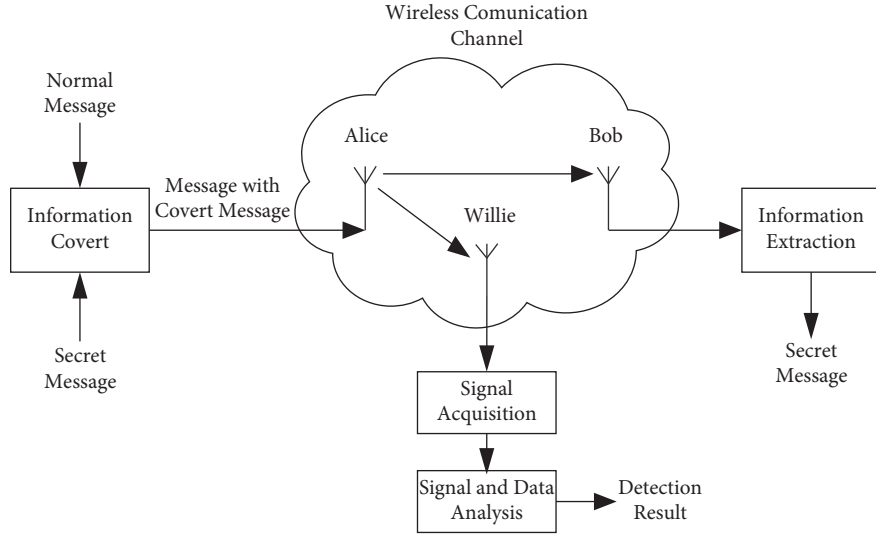 Wireless Comunication
Channel
Normal
Message
Alice
Bob
Message with
Covert Message
Information
Covert
Willie
Information
Extraction
Secret
Message
Secret
Message
Signal
Acquisition
Signal and Data
Analysis
Detection
Result